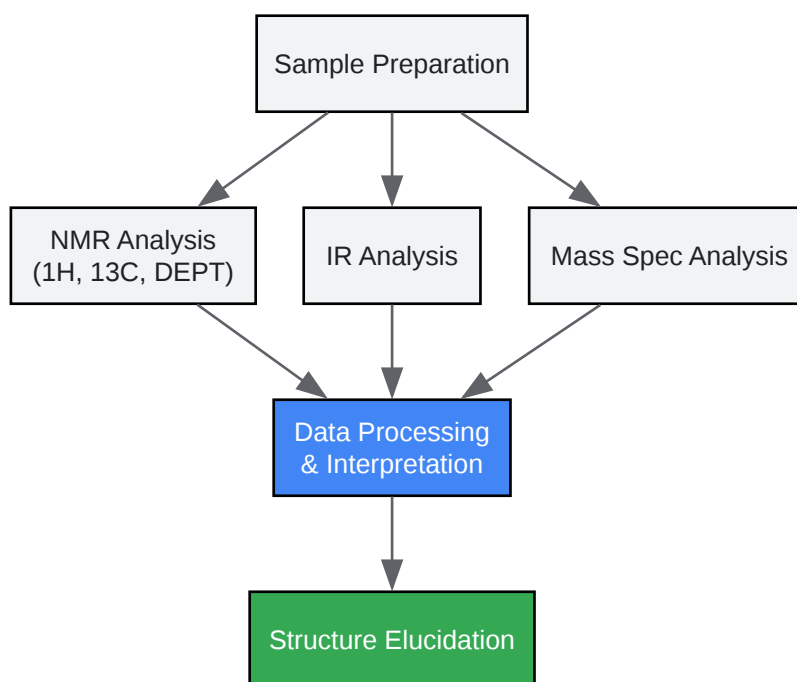 Sample Preparation
NMR Analysis
(1H, 13C, DEPT)
IR Analysis
Mass Spec Analysis
Data Processing
& Interpretation
Structure Elucidation